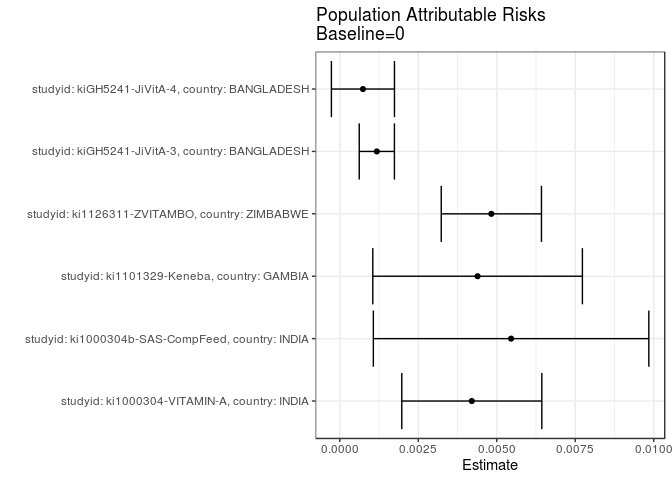 Population Attributable Risks
Baseline=0
studyid: kiGH5241-JiVitA-4, country: BANGLADESH
studyid: kiGH5241-JiVitA-3, country: BANGLADESH
studyid: ki1126311-ZVITAMBO, country: ZIMBABWE
studyid: ki1101329-Keneba, country: GAMBIA
studyid: ki1000304b-SAS-CompFeed, country: INDIA
studyid: ki1000304-VITAMIN-A, country: INDIA
0.0000 0.0025 0.0050 0.0075 0.0100
Estimate